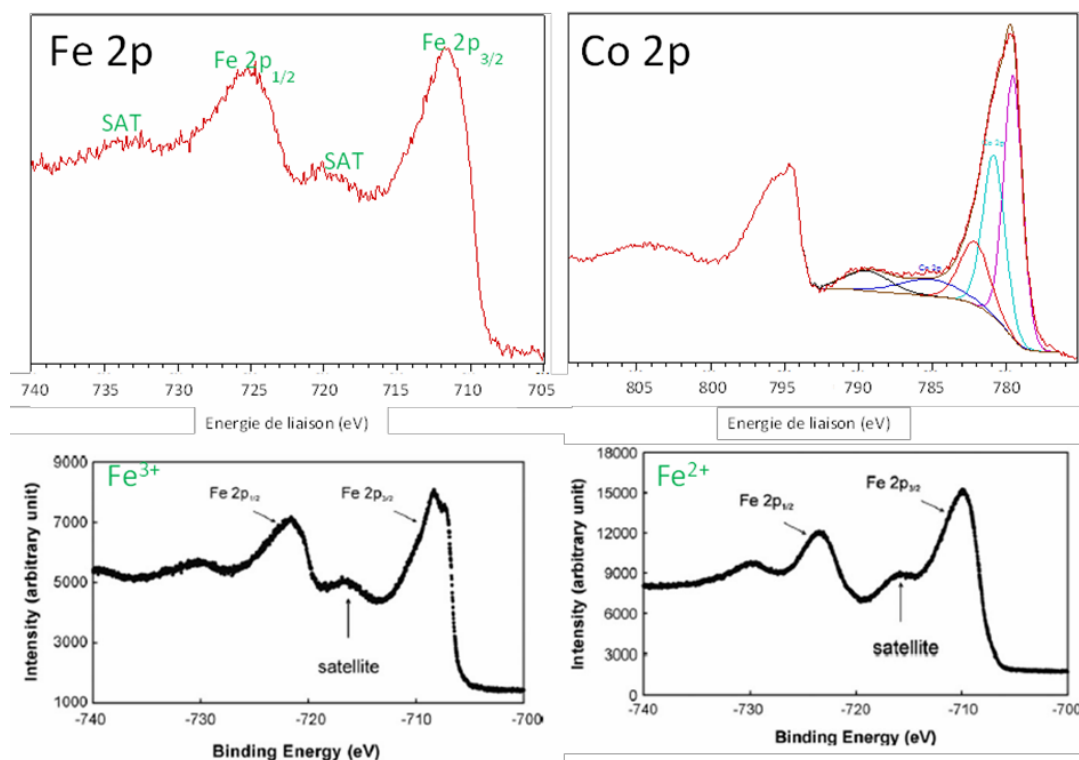 Fe 2p
Fe 2p1/2
Fe 2p3/2
SAT
SAT
740 735 730 725 720 715 710 705
Energie de liaison (eV)
Co 2p
Co 2p
805 800 795 790 785 780
Energie de liaison (eV)
Fe3+
Fe 2p1/2
Fe 2p3/2
satellite
9000
7000
5000
3000
1000
Intensity (arbitrary unit)
-740 -730 -720 -710 -700
Binding Energy (eV)
Fe2+
Fe 2p1/2
Fe 2p3/2
satellite
18000
15000
12000
9000
6000
3000
0
Intensity (arbitrary unit)
-740 -730 -720 -710 -700
Binding Energy (eV)